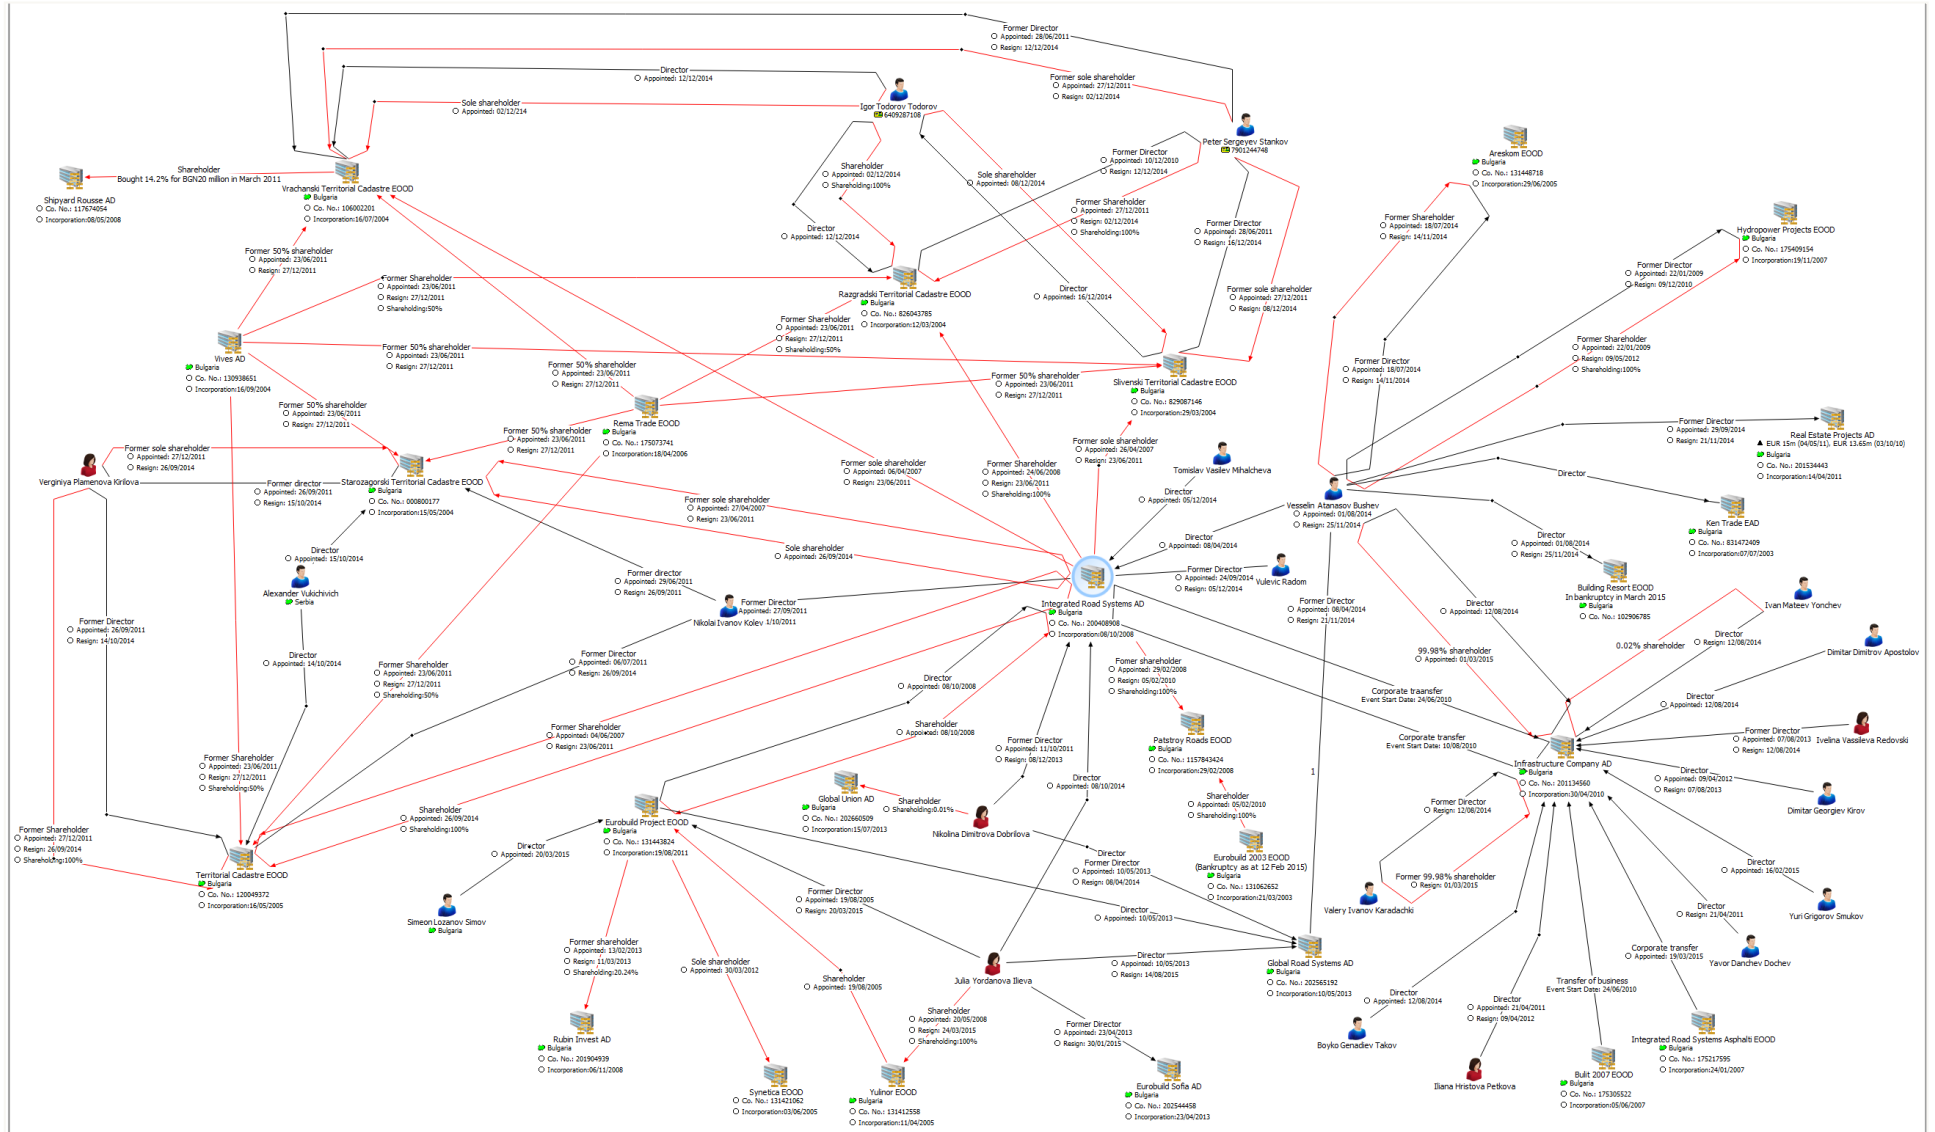 Former Director
Appointed: 28/06/2011
Resign: 12/12/2014
Director
Appointed: 12/12/2014
Former sole shareholder
Appointed: 27/12/2011
Resign: 02/12/2014
Sole shareholder
Appointed: 02/12/214
Igor Todorov Todorov
6409287108
Peter Sergeyev Stankov
7901244748
Areskom EOOD
Bulgaria
Co. No.: 131448718
Incorporation:29/06/2005
Shareholder
Bought 14.2% for BGN20 million in March 2011
Shipyard Rousse AD
Co. No.: 117674054
Incorporation:08/05/2008
Vrachanski Territorial Cadastre EOOD
Bulgaria
Co. No.: 106002201
Incorporation:16/07/2004
Shareholder
Appointed: 02/12/2014
Shareholding:100%
Former Director
Appointed: 10/12/2010
Resign: 12/12/2014
Sole shareholder
Appointed: 08/12/2014
Former Shareholder
Appointed: 27/12/2011
Resign: 02/12/2014
Shareholding:100%
Former Director
Appointed: 28/06/2011
Resign: 16/12/2014
Director
Appointed: 12/12/2014
Former Shareholder
Appointed: 18/07/2014
Resign: 14/11/2014
Hydropower Projects EOOD
Bulgaria
Co. No.: 175409154
Incorporation:19/11/2007
Former 50% shareholder
Appointed: 23/06/2011
Resign: 27/12/2011
Former Shareholder
Appointed: 23/06/2011
Resign: 27/12/2011
Shareholding:50%
Razgradski Territorial Cadastre EOOD
Bulgaria
Co. No.: 826043785
Incorporation:12/03/2004
Director
Appointed: 16/12/2014
Former sole shareholder
Appointed: 27/12/2011
Resign: 08/12/2014
Former Director
Appointed: 22/01/2009
Resign: 09/12/2010
Former Shareholder
Appointed: 23/06/2011
Resign: 27/12/2011
Shareholding:50%
Former Shareholder
Appointed: 22/01/2009
Resign: 09/05/2012
Shareholding:100%
Vives AD
Bulgaria
Co. No.: 130938651
Incorporation:16/09/2004
Former 50% shareholder
Appointed: 23/06/2011
Resign: 27/12/2011
Former 50% shareholder
Appointed: 23/06/2011
Resign: 27/12/2011
Former 50% shareholder
Appointed: 23/06/2011
Resign: 27/12/2011
Former Director
Appointed: 18/07/2014
Resign: 14/11/2014
Slivenski Territorial Cadastre EOOD
Bulgaria
Co. No.: 829087146
Incorporation:29/03/2004
Former 50% shareholder
Appointed: 23/06/2011
Resign: 27/12/2011
Rema Trade EOOD
Bulgaria
Co. No.: 175073741
Incorporation:18/04/2006
Former 50% shareholder
Appointed: 23/06/2011
Resign: 27/12/2011
Former Director
Appointed: 29/09/2014
Resign: 21/11/2014
Real Estate Projects AD
EUR 15m (04/05/11), EUR 13.65m (03/10/10)
Bulgaria
Co. No.: 201534443
Incorporation:14/04/2011
Former sole shareholder
Appointed: 27/12/2011
Resign: 26/09/2014
Verginiya Plamenova Kirilova
Starozagorski Territorial Cadastre EOOD
Bulgaria
Co. No.: 000800177
Incorporation:15/05/2004
Former director
Appointed: 26/09/2011
Resign: 15/10/2014
Former sole shareholder
Appointed: 06/04/2007
Resign: 23/06/2011
Former Shareholder
Appointed: 24/06/2008
Resign: 23/06/2011
Shareholding:100%
Former sole shareholder
Appointed: 26/04/2007
Resign: 23/06/2011
Tomislav Vasilev Mihalcheva
Director
Appointed: 05/12/2014
Vesselin Atanasov Bushev
Appointed: 01/08/2014
Resign: 25/11/2014
Director
Ken Trade EAD
Bulgaria
Co. No.: 831472409
Incorporation:07/07/2003
Former sole shareholder
Appointed: 27/04/2007
Resign: 23/06/2011
Director
Appointed: 08/04/2014
Director
Appointed: 01/08/2014
Resign: 25/11/2014
Sole shareholder
Appointed: 26/09/2014
Director
Appointed: 15/10/2014
Alexander Vukichivich
Serbia
Former director
Appointed: 29/06/2011
Resign: 26/09/2011
Former Director
Appointed: 24/09/2014
Resign: 05/12/2014
Vulevic Radom
Building Resort EOOD
In bankruptcy in March 2015
Bulgaria
Co. No.: 102906785
Integrated Road Systems AD
Bulgaria
Co. No.: 200408908
Incorporation:08/10/2008
Former Director
Appointed: 27/09/2011
1/10/2011
Nikolai Ivanov Kolev
Former Director
Appointed: 08/04/2014
Resign: 21/11/2014
Director
Appointed: 12/08/2014
Ivan Mateev Yonchev
Former Director
Appointed: 26/09/2011
Resign: 14/10/2014
Director
Appointed: 14/10/2014
Former Shareholder
Appointed: 23/06/2011
Resign: 27/12/2011
Shareholding:50%
Former Director
Appointed: 06/07/2011
Resign: 26/09/2014
Director
Appointed: 08/10/2008
Fomer shareholder
Appointed: 29/02/2008
Resign: 05/02/2010
Shareholding:100%
99.98% shareholder
Appointed: 01/03/2015
0.02% shareholder
Director
Resign: 12/08/2014
Dimitar Dimitrov Apostolov
Corporate traansfer
Event Start Date: 24/06/2010
Director
Appointed: 12/08/2014
Former Shareholder
Appointed: 04/06/2007
Resign: 23/06/2011
Shareholder
Appointed: 08/10/2008
Former Director
Appointed: 11/10/2011
Resign: 08/12/2013
Patstroy Roads EOOD
Bulgaria
Co. No.: 1157843424
Incorporation:29/02/2008
Corporate transfer
Event Start Date: 10/08/2010
Former Director
Appointed: 07/08/2013
Resign: 12/08/2014
Ivelina Vassileva Redovski
Infrastructure Company AD
Bulgaria
Co. No.: 201134560
Incorporation:30/04/2010
Director
Appointed: 09/04/2012
Resign: 07/08/2013
Dimitar Georgiev Kirov
Former Shareholder
Appointed: 23/06/2011
Resign: 27/12/2011
Shareholding:50%
Director
Appointed: 08/10/2014
1
Shareholder
Appointed: 26/09/2014
Shareholding:100%
Global Union AD
Bulgaria
Co. No.: 202660509
Incorporation:15/07/2013
Shareholder
Shareholding:0.01%
Nikolina Dimitrova Dobrilova
Shareholder
Appointed: 05/02/2010
Shareholding:100%
Former Director
Resign: 12/08/2014
Former Shareholder
Appointed: 27/12/2011
Resign: 26/09/2014
Shareholding:100%
Eurobuild Project EOOD
Bulgaria
Co. No.: 131443824
Incorporation:19/08/2011
Director
Appointed: 20/03/2015
Territorial Cadastre EOOD
Bulgaria
Co. No.: 120049372
Incorporation:16/05/2005
Director
Former Director
Appointed: 10/05/2013
Resign: 08/04/2014
Eurobuild 2003 EOOD
(Bankruptcy as at 12 Feb 2015)
Bulgaria
Co. No.: 131062652
Incorporation:21/03/2003
Former 99.98% shareholder
Resign: 01/03/2015
Valery Ivanov Karadachki
Director
Appointed: 16/02/2015
Yuri Grigorov Smukov
Simeon Lozanov Simov
Bulgaria
Former Director
Appointed: 19/08/2005
Resign: 20/03/2015
Director
Appointed: 10/05/2013
Director
Resign: 21/04/2011
Yavor Danchev Dochev
Former shareholder
Appointed: 13/02/2013
Resign: 11/03/2013
Shareholding:20.24%
Sole shareholder
Appointed: 30/03/2012
Shareholder
Appointed: 19/08/2005
Julia Yordanova Ilieva
Director
Appointed: 10/05/2013
Resign: 14/08/2015
Global Road Systems AD
Bulgaria
Co. No.: 202565192
Incorporation:10/05/2013
Corporate transfer
Appointed: 19/03/2015
Transfer of business
Event Start Date: 24/06/2010
Director
Appointed: 12/08/2014
Boyko Genadiev Takov
Director
Appointed: 21/04/2011
Resign: 09/04/2012
Shareholder
Appointed: 20/05/2008
Resign: 24/03/2015
Shareholding:100%
Former Director
Appointed: 23/04/2013
Resign: 30/01/2015
Rubin Invest AD
Bulgaria
Co. No.: 201904939
Incorporation:06/11/2008
Integrated Road Systems Asphalti EOOD
Bulgaria
Co. No.: 175217595
Incorporation:24/01/2007
Synetica EOOD
Co. No.: 131421062
Incorporation:03/06/2005
Yulinor EOOD
Bulgaria
Co. No.: 131412558
Incorporation:11/04/2005
Eurobuild Sofia AD
Bulgaria
Co. No.: 202544458
Incorporation:23/04/2013
Iliana Hristova Petkova
Bulit 2007 EOOD
Bulgaria
Co. No.: 175305522
Incorporation:05/06/2007